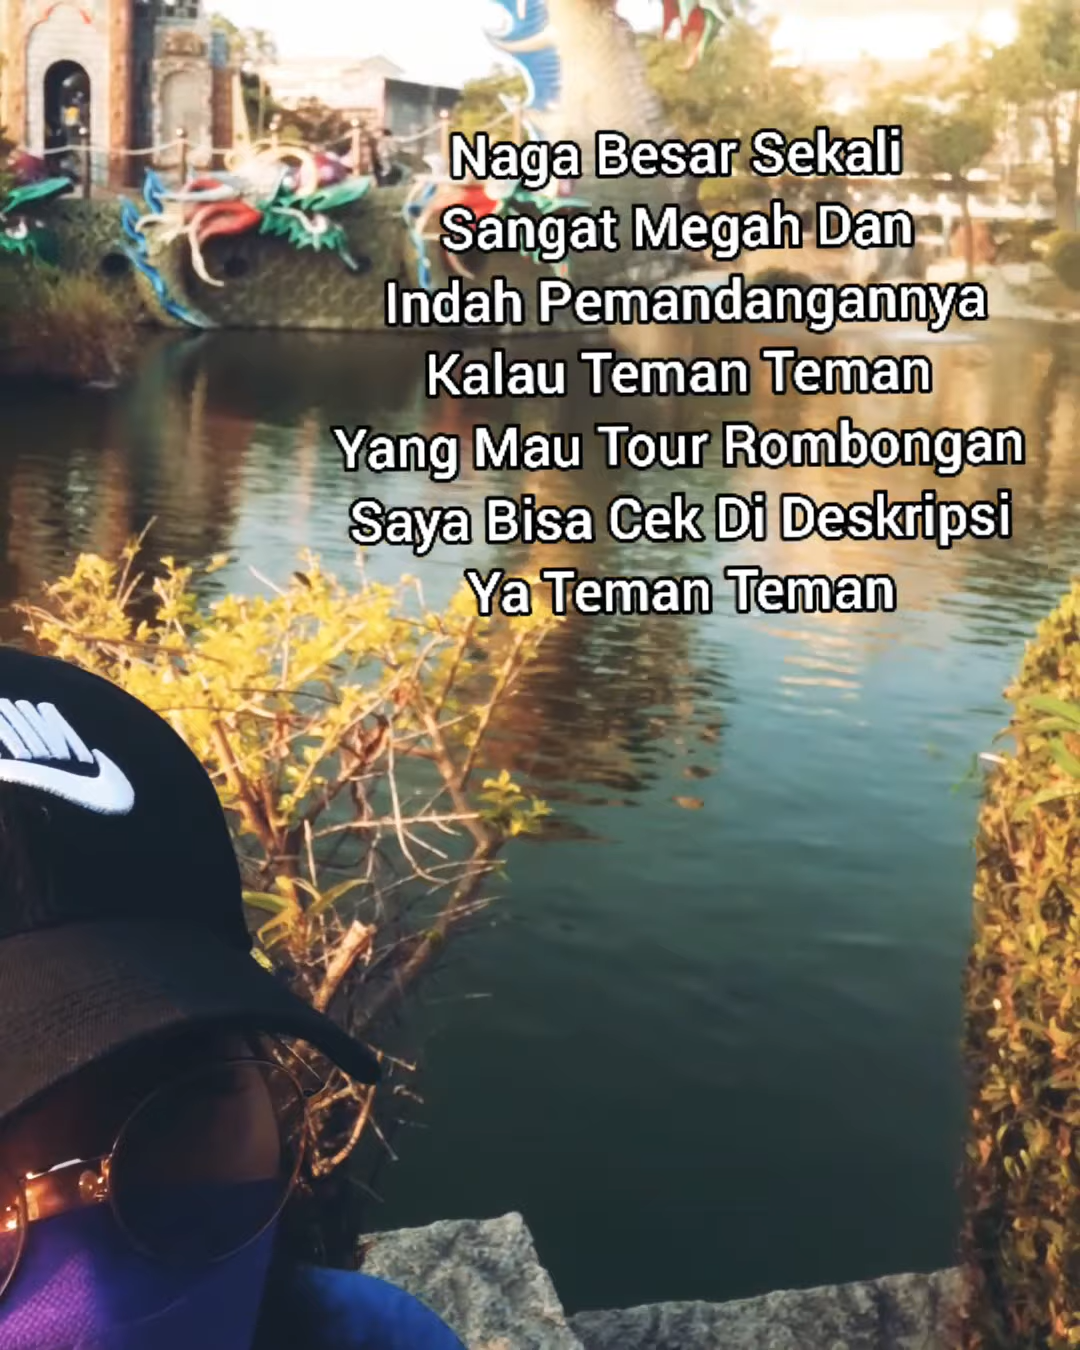 Naga Besar Sekali
Sangat Megah Dan
Indah Pemandangannya
Kalau Teman Teman
Yang Mau Tour Rombongan
Saya Bisa Cek Di Deskripsi
Ya Teman Teman